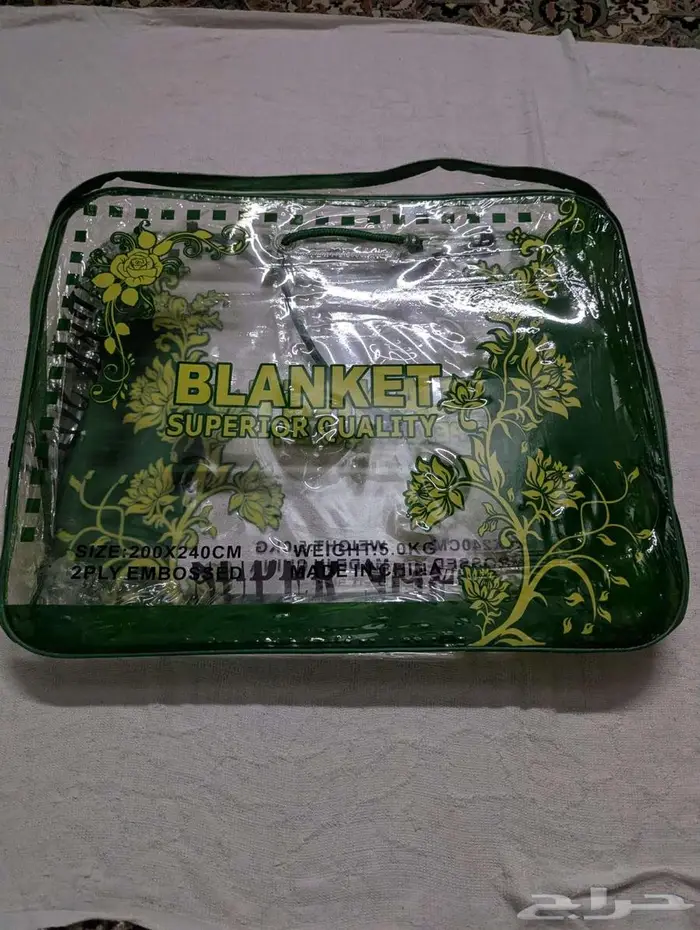 BLANKET
SUPERIOR QUALITY
SIZE:200X240CM WEIGHT:5.0KG
2PLY EMBOSSED MADE IN CHINA
حراج